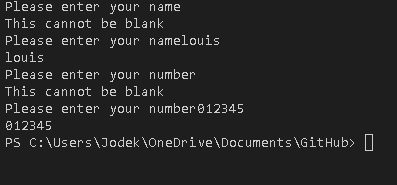 Please enter your name
This cannot be blank
Please enter your namelouis
louis
Please enter your number
This cannot be blank
Please enter your number012345
012345
PS C:\Users\Jodek\OneDrive\Documents\GitHub>